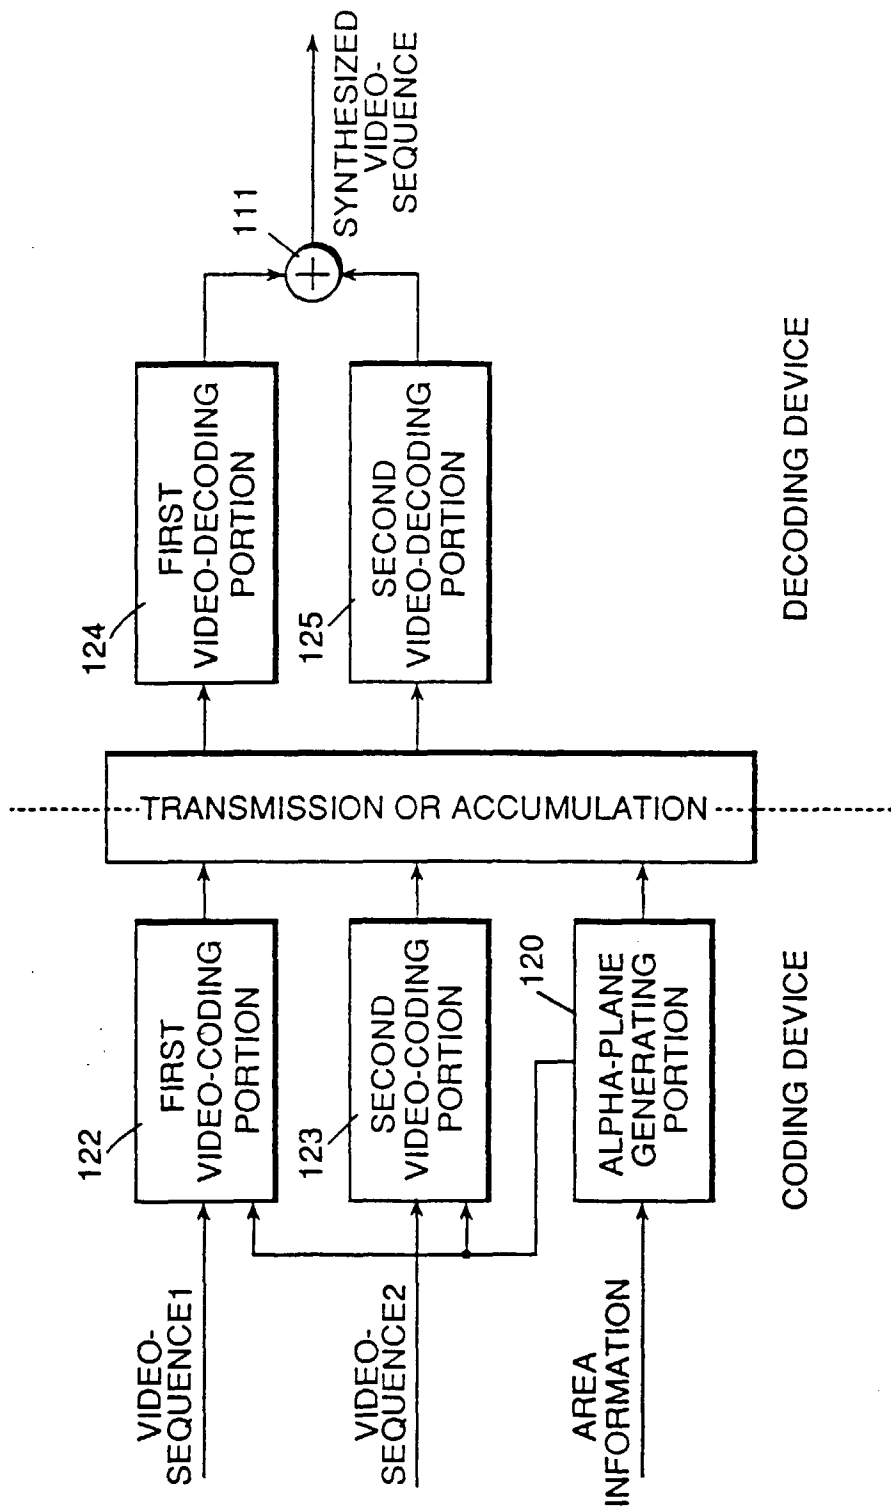 VIDEO-
SEQUENCE1
122
FIRST
VIDEO-CODING
PORTION
124
FIRST
VIDEO-DECODING
PORTION
111
SYNTHESIZED
VIDEO-
SEQUENCE
VIDEO-
SEQUENCE2
123
SECOND
VIDEO-CODING
PORTION
TRANSMISSION OR ACCUMULATION
125
SECOND
VIDEO-DECODING
PORTION
AREA
INFORMATION
120
ALPHA-PLANE
GENERATING
PORTION
CODING DEVICE
DECODING DEVICE